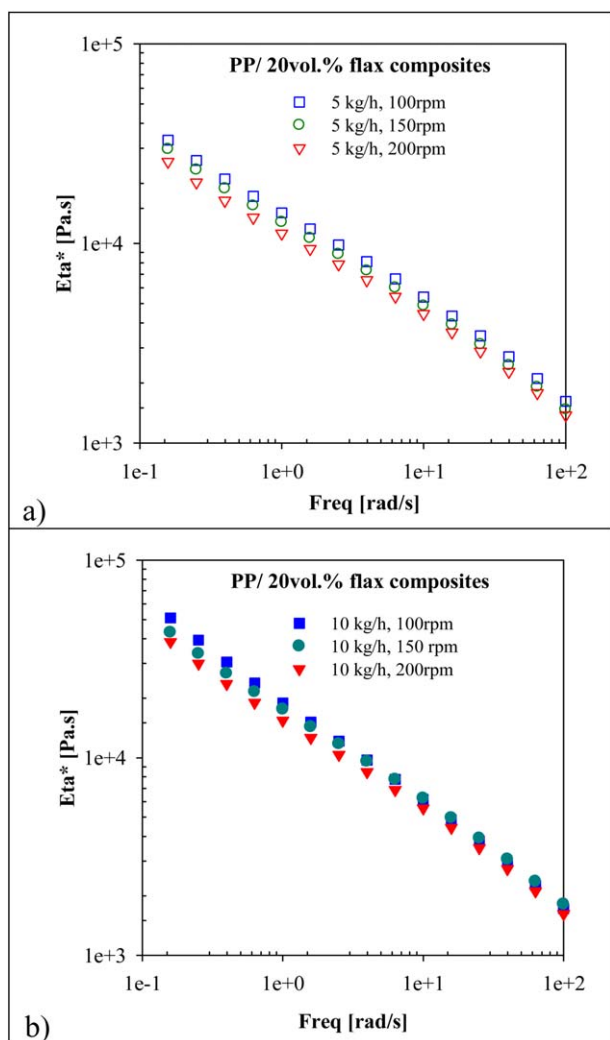 1e+5
PP/ 20vol.% flax composites
5 kg/h, 100rpm
5 kg/h, 150rpm
5 kg/h, 200rpm
1e+4
Eta* [Pa.s]
1e+3
1e-1 1e+0 1e+1 1e+2
Freq [rad/s]
a)
1e+5
PP/ 20vol.% flax composites
10 kg/h, 100rpm
10 kg/h, 150 rpm
10 kg/h, 200rpm
1e+4
Eta* [Pa.s]
1e+3
1e-1 1e+0 1e+1 1e+2
Freq [rad/s]
b)